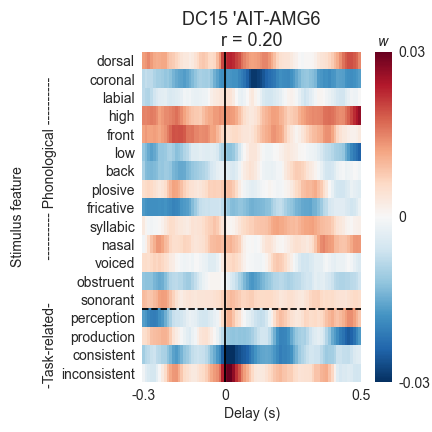 DC15 'AIT-AMG6
r = 0.20
w
Stimulus feature
---------- Phonological ----------
-Task-related-
dorsal
coronal
labial
high
front
low
back
plosive
fricative
syllabic
nasal
voiced
obstruent
sonorant
perception
production
consistent
inconsistent
0.03
0
-0.03
-0.3
0
0.5
Delay (s)